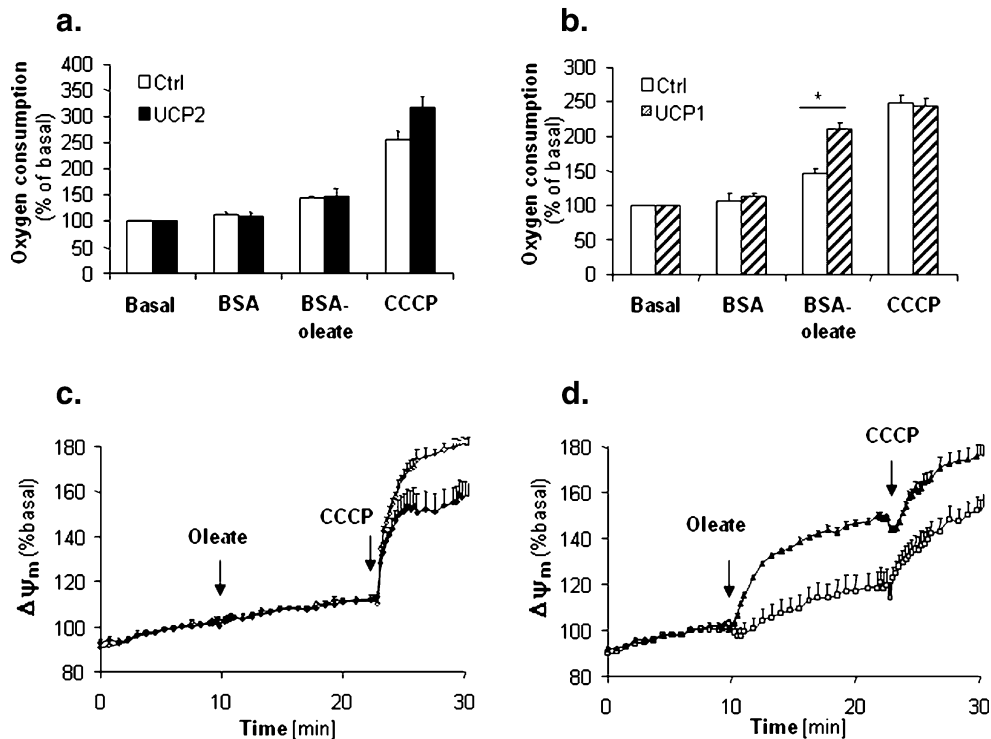 a.
Oxygen consumption
(% of basal)
400
350
300
250
200
150
100
50
0
Ctrl
UCP2
Basal
BSA
BSA-
oleate
CCCP
b.
Oxygen consumption
(% of basal)
300
250
200
150
100
50
0
Ctrl
UCP1
*
Basal
BSA
BSA-
oleate
CCCP
c.
ΔΨm (%basal)
180
160
140
120
100
80
Oleate
CCCP
0
10
20
30
Time [min]
d.
ΔΨm (%basal)
180
160
140
120
100
80
Oleate
CCCP
0
10
20
30
Time [min]